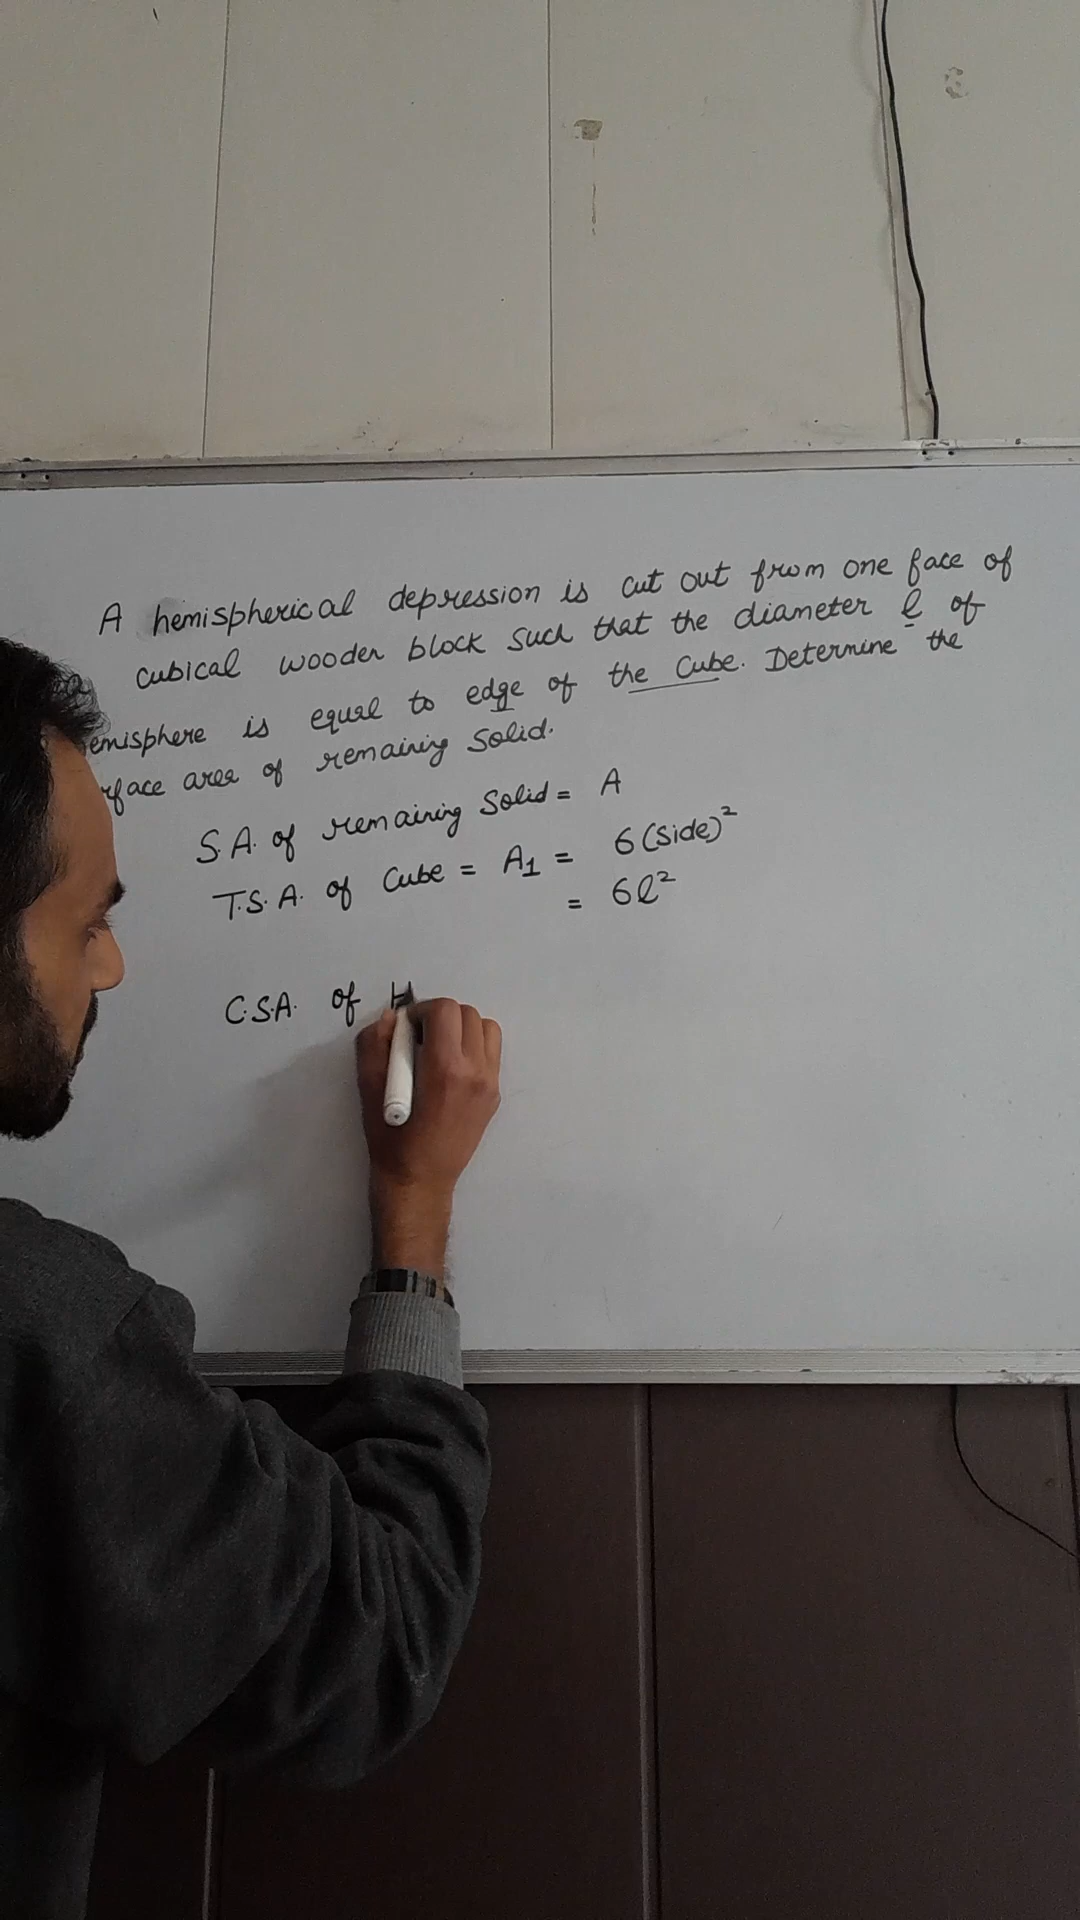 A hemispherical depression is cut out from one face of
cubical wooden block such that the diameter l of
emisphere is equal to edge of the cube. Determine the
rface area of remaining solid.
S.A. of remaining solid = A
T.S.A. of Cube = A1 = 6(Side)²
= 6l²
C.S.A. of H